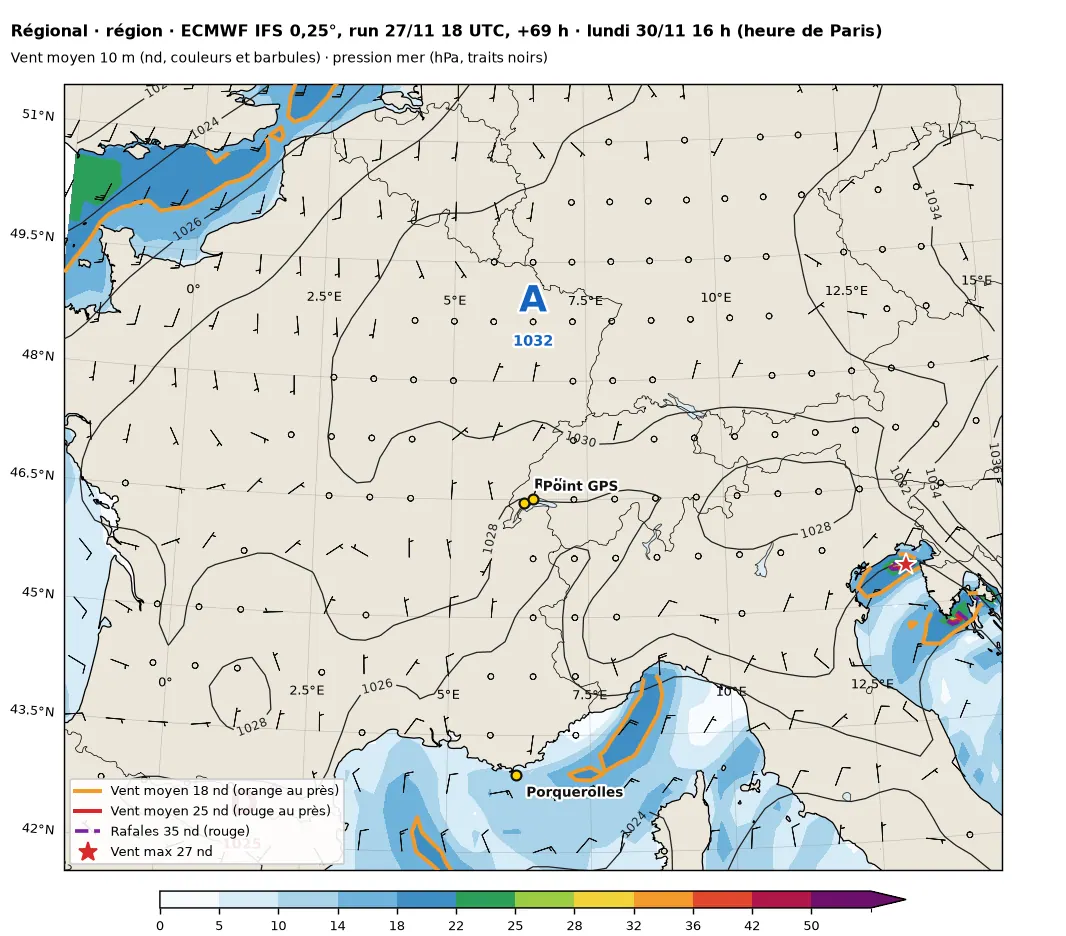 Régional · région · ECMWF IFS 0,25°, run 27/11 18 UTC, +69 h · lundi 30/11 16 h (heure de Paris)
Vent moyen 10 m (nd, couleurs et barbules) · pression mer (hPa, traits noirs)
51°N
1024
49.5°N
1026
1034
0°
2.5°E
5°E
7.5°E
10°E
12.5°E
15°E
A
1032
48°N
1030
1036
46.5°N
Point GPS
1032
1034
1028
1028
45°N
0°
2.5°E
5°E
7.5°E
10°E
12.5°E
1026
43.5°N
1028
Porquerolles
1024
42°N
Vent moyen 18 nd (orange au près)
Vent moyen 25 nd (rouge au près)
Rafales 35 nd (rouge)
Vent max 27 nd
1025
0 5 10 14 18 22 25 28 32 36 42 50